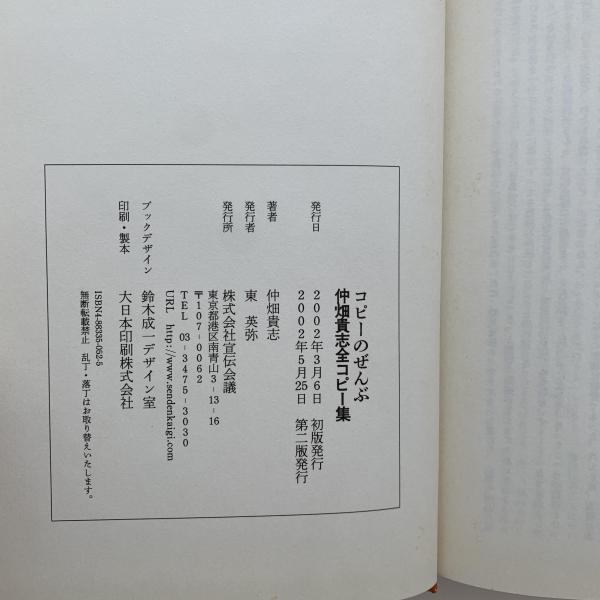 コピーのぜんぶ
仲畑貴志全コピー集
発行日 2002年3月6日 初版発行
2002年5月25日 第二版発行
著者 仲畑貴志
発行者 東 英弥
発行所 株式会社宣伝会議
東京都港区南青山3-13-16
〒107-0062
TEL 03-3475-3030
URL http://www.sendenkaigi.com
ブックデザイン 鈴木成一デザイン室
印刷・製本 大日本印刷株式会社
ISBN4-88335-062-5
無断転載禁止 乱丁・落丁はお取り替えいたします。